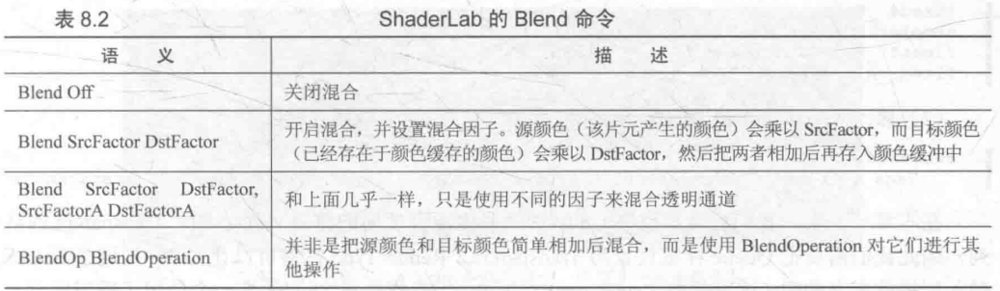 表 8.2 ShaderLab 的 Blend 命令
语 义 描 述
Blend Off 关闭混合
Blend SrcFactor DstFactor 开启混合，并设置混合因子。源颜色（该片元产生的颜色）会乘以 SrcFactor，而目标颜色
（已经存在于颜色缓存的颜色）会乘以 DstFactor，然后把两者相加后再存入颜色缓冲中
Blend SrcFactor DstFactor,
SrcFactorA DstFactorA 和上面几乎一样，只是使用不同的因子来混合透明通道
BlendOp BlendOperation 并非是把源颜色和目标颜色简单相加后混合，而是使用 BlendOperation 对它们进行其
他操作